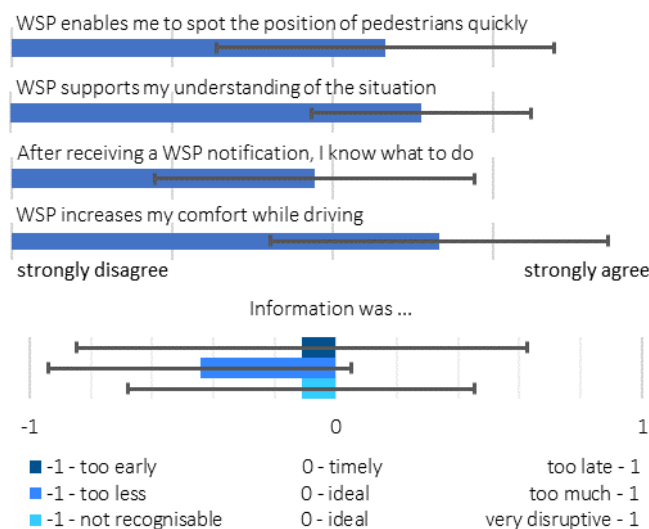 WSP enables me to spot the position of pedestrians quickly
WSP supports my understanding of the situation
After receiving a WSP notification, I know what to do
WSP increases my comfort while driving
strongly disagree strongly agree
Information was ...
-1 0 1
-1 - too early 0 - timely too late - 1
-1 - too less 0 - ideal too much - 1
-1 - not recognisable 0 - ideal very disruptive - 1